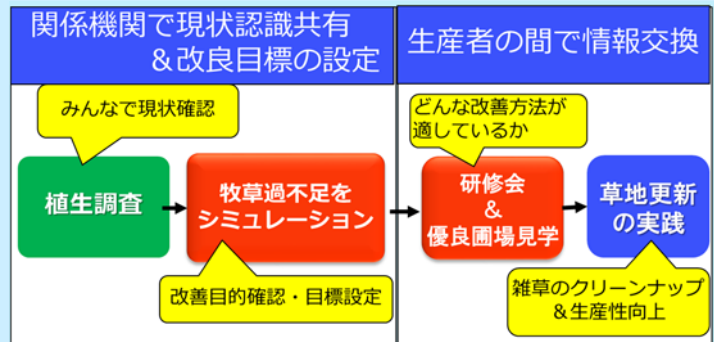 関係機関で現状認識共有
＆改良目標の設定
生産者の間で情報交換
みんなで現状確認
どんな改善方法が
適しているか
植生調査
牧草過不足を
シミュレーション
研修会
＆
優良圃場見学
草地更新
の実践
改善目的確認・目標設定
雑草のクリーンナップ
＆生産性向上